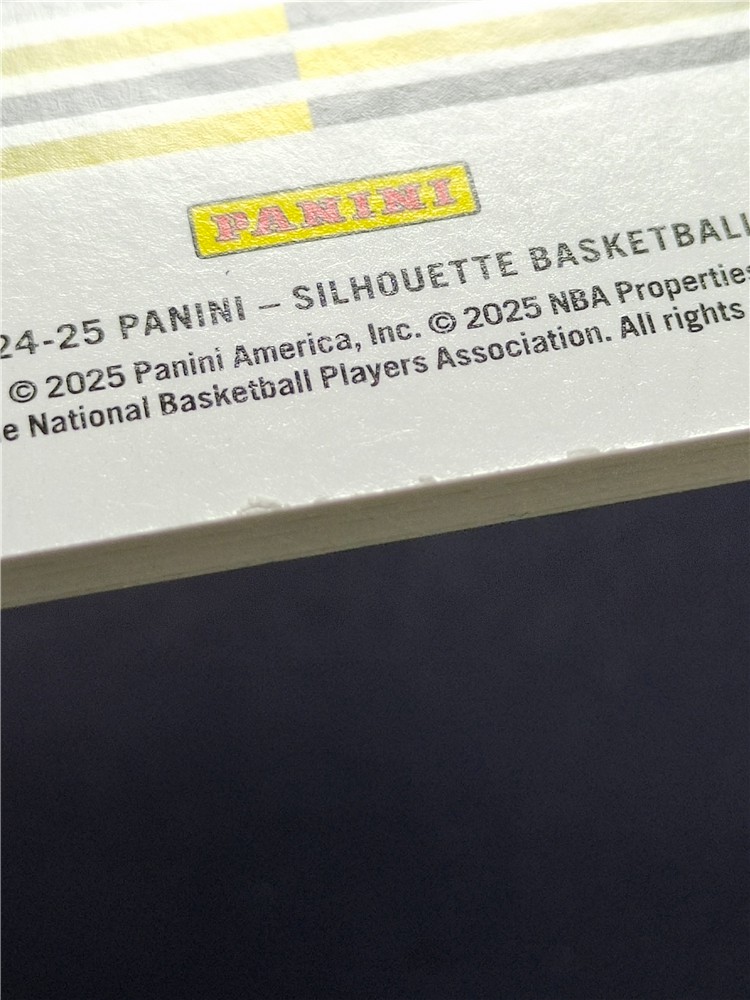 PANINI
24-25 PANINI – SILHOUETTE BASKETBALL
© 2025 Panini America, Inc. © 2025 NBA Properties
National Basketball Players Association. All rights